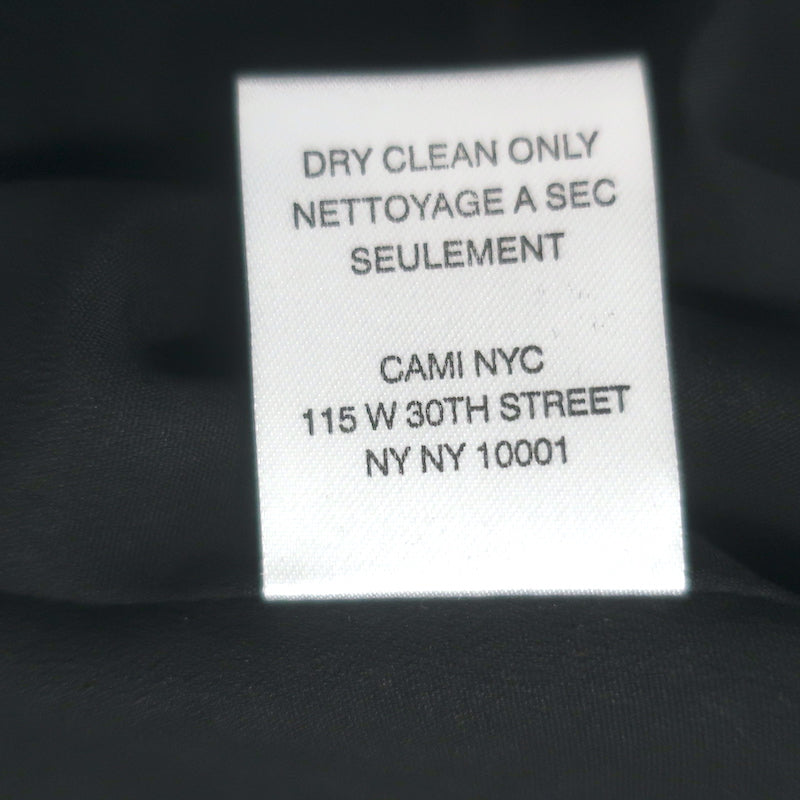 DRY CLEAN ONLY
NETTOYAGE A SEC
SEULEMENT
CAMI NYC
115 W 30TH STREET
NY NY 10001